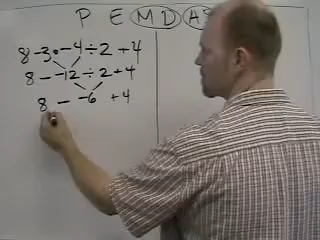 P E M D A
8 -3 • -4 ÷ 2 + 4
8 - -12 ÷ 2 + 4
8 - -6 + 4